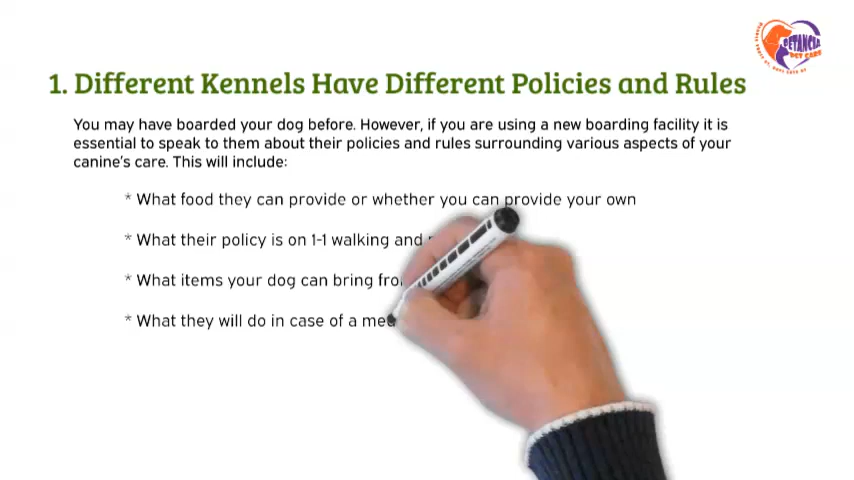 PETANCIA
PET CARE
1. Different Kennels Have Different Policies and Rules
You may have boarded your dog before. However, if you are using a new boarding facility it is
essential to speak to them about their policies and rules surrounding various aspects of your
canine's care. This will include:
* What food they can provide or whether you can provide your own
* What their policy is on 1-1 walking and
* What items your dog can bring
* What they will do in case of a